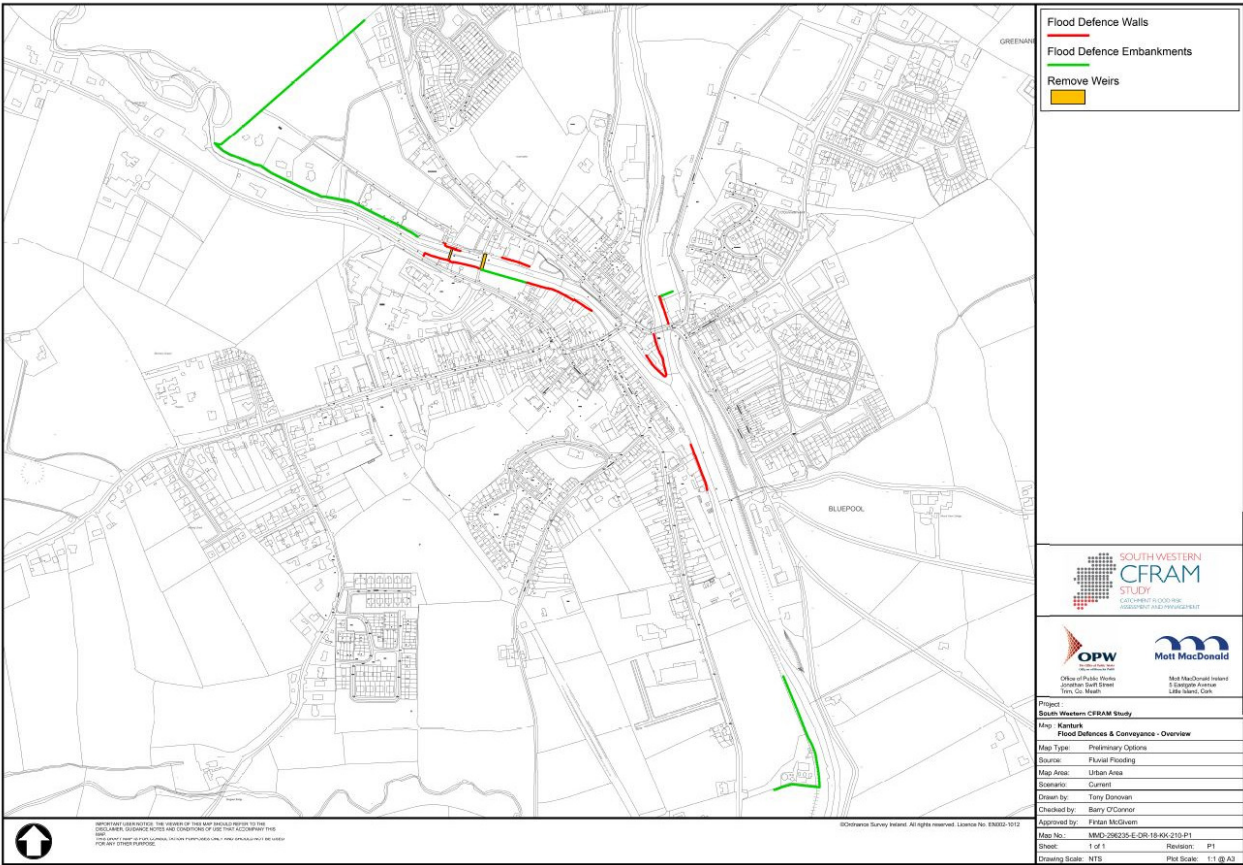 GREENANE
BLUEPOOL
Flood Defence Walls
Flood Defence Embankments
Remove Weirs
SOUTH WESTERN
CFRAM
STUDY
CATCHMENT FLOOD RISK
ASSESSMENT AND MANAGEMENT
OPW
The Office of Public Works
Office of Public Works
Jonathan Swift Street
Trim, Co. Meath
Mott MacDonald
Mott MacDonald Ireland
5 Eastgate Avenue
Little Island, Cork
Project :
South Western CFRAM Study
Map : Kanturk
Flood Defences & Conveyance - Overview
Map Type: Preliminary Options
Source: Fluvial Flooding
Map Area: Urban Area
Scenario: Current
Drawn by: Tony Donovan
Checked by: Barry O'Connor
Approved by: Fintan McGivern
Map No.: MMD-296235-E-DR-18-KK-210-P1
Sheet: 1 of 1 Revision: P1
Drawing Scale: NTS Plot Scale: 1:1 @ A3
IMPORTANT USER NOTICE: THE VIEWER OF THIS MAP SHOULD REFER TO THE
DISCLAIMER, GUIDANCE NOTES AND CONDITIONS OF USE THAT ACCOMPANY THIS
MAP.
THIS DRAFT MAP IS FOR CONSULTATION PURPOSES ONLY AND SHOULD NOT BE USED
FOR ANY OTHER PURPOSE.
©Ordnance Survey Ireland. All rights reserved. Licence No. EN0002-1012